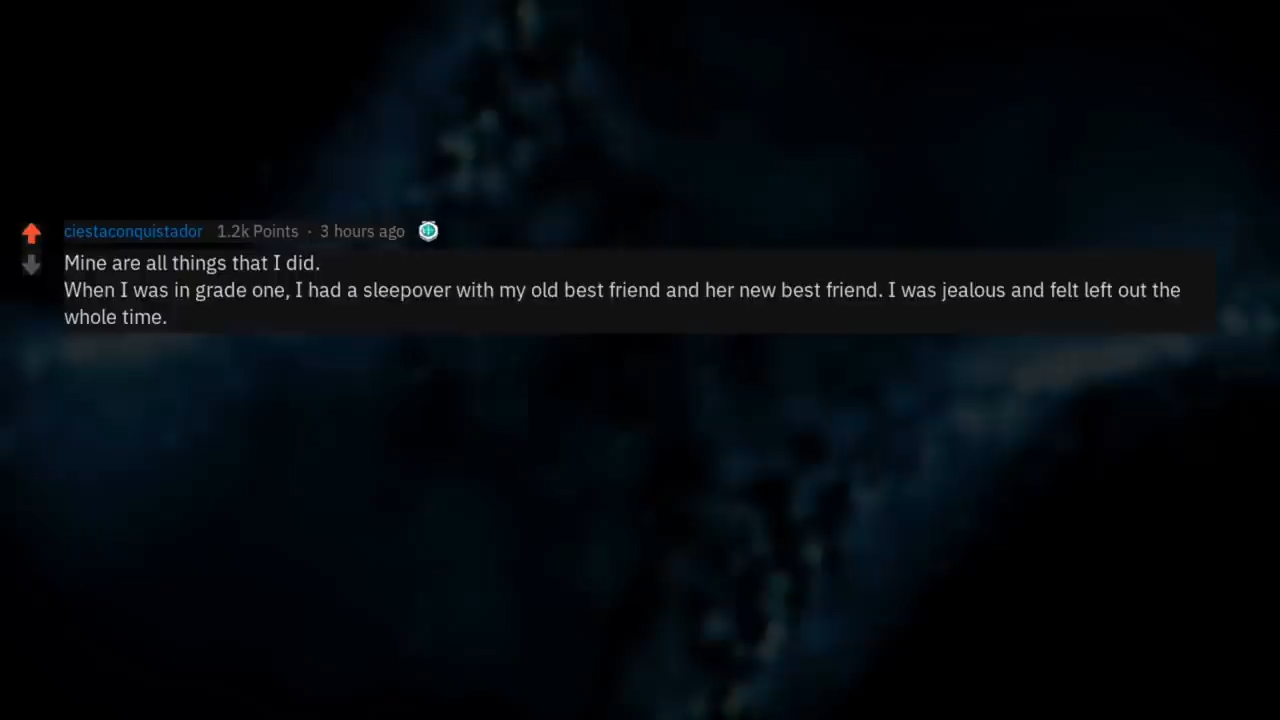 ciestaconquistador 1.2k Points · 3 hours ago
Mine are all things that I did.
When I was in grade one, I had a sleepover with my old best friend and her new best friend. I was jealous and felt left out the
whole time.